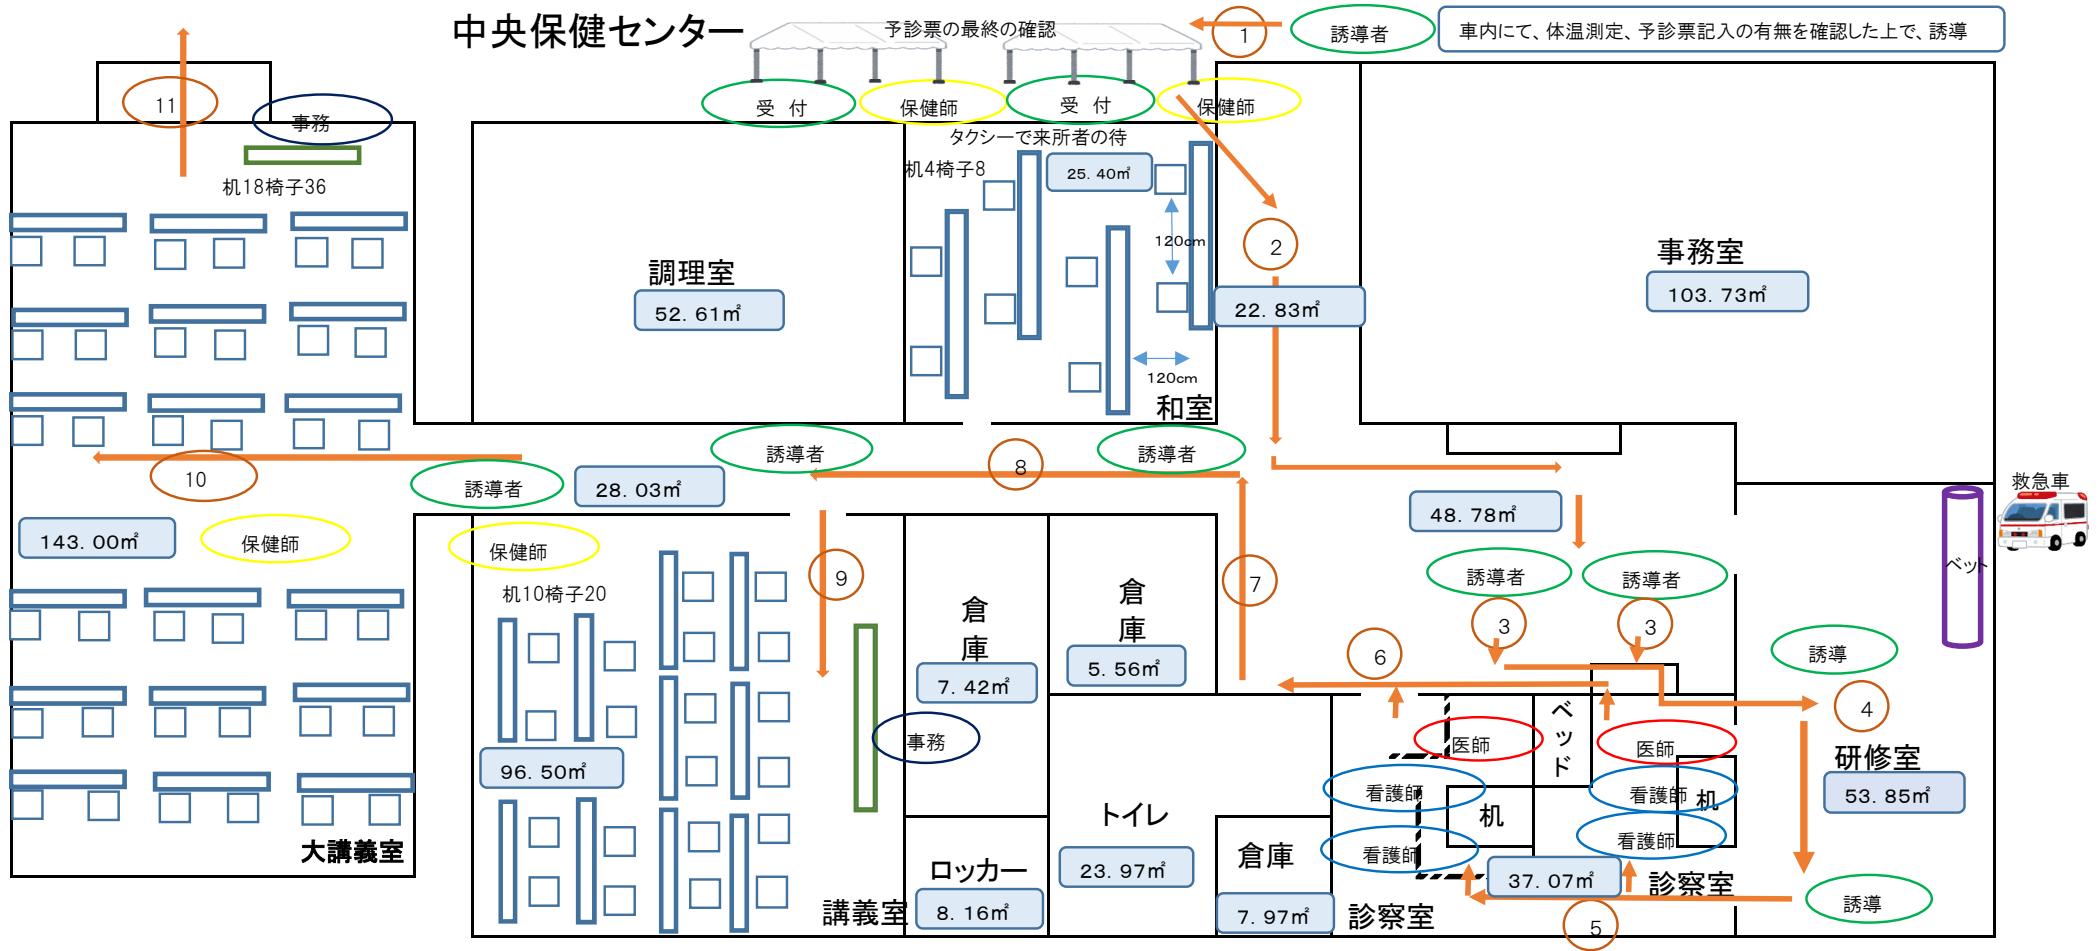 中央保健センター
予診票の最終の確認
1
誘導者
車内にて、体温測定、予診票記入の有無を確認した上で、誘導
11
事務
受 付
保健師
受 付
保健師
タクシーで来所者の待
机18椅子36
机4椅子8
25.40㎡
120cm
2
調理室
52.61㎡
22.83㎡
事務室
103.73㎡
120cm
和室
誘導者
8
誘導者
10
誘導者
28.03㎡
救急車
143.00㎡
保健師
保健師
48.78㎡
ベット
机10椅子20
9
7
誘導者
誘導者
倉庫
倉庫
3
3
7.42㎡
5.56㎡
6
誘導
4
事務
ベッド
医師
医師
研修室
96.50㎡
看護師
看護師
机
53.85㎡
トイレ
机
看護師
看護師
大講義室
ロッカー
23.97㎡
倉庫
37.07㎡
診察室
講義室
8.16㎡
7.97㎡
診察室
5
誘導